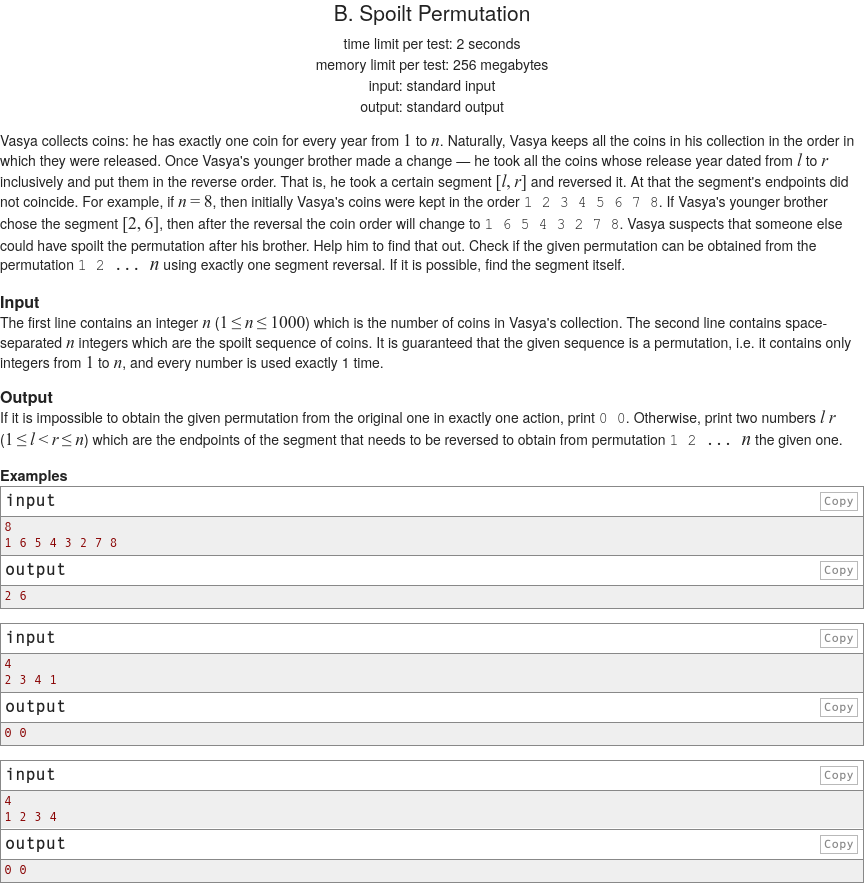 B. Spoilt Permutation
time limit per test: 2 seconds
memory limit per test: 256 megabytes
input: standard input
output: standard output
Vasya collects coins: he has exactly one coin for every year from 1 to n. Naturally, Vasya keeps all the coins in his collection in the order in
which they were released. Once Vasya's younger brother made a change — he took all the coins whose release year dated from l to r
inclusively and put them in the reverse order. That is, he took a certain segment [l, r] and reversed it. At that the segment's endpoints did
not coincide. For example, if n = 8, then initially Vasya's coins were kept in the order 1 2 3 4 5 6 7 8. If Vasya's younger brother
chose the segment [2, 6], then after the reversal the coin order will change to 1 6 5 4 3 2 7 8. Vasya suspects that someone else
could have spoilt the permutation after his brother. Help him to find that out. Check if the given permutation can be obtained from the
permutation 1 2 ... n using exactly one segment reversal. If it is possible, find the segment itself.
Input
The first line contains an integer n (1 ≤ n ≤ 1000) which is the number of coins in Vasya's collection. The second line contains space-
separated n integers which are the spoilt sequence of coins. It is guaranteed that the given sequence is a permutation, i.e. it contains only
integers from 1 to n, and every number is used exactly 1 time.
Output
If it is impossible to obtain the given permutation from the original one in exactly one action, print 0 0. Otherwise, print two numbers l r
(1 ≤ l < r ≤ n) which are the endpoints of the segment that needs to be reversed to obtain from permutation 1 2 ... n the given one.
Examples
input Copy
8
1 6 5 4 3 2 7 8
output Copy
2 6
input Copy
4
2 3 4 1
output Copy
0 0
input Copy
4
1 2 3 4
output Copy
0 0